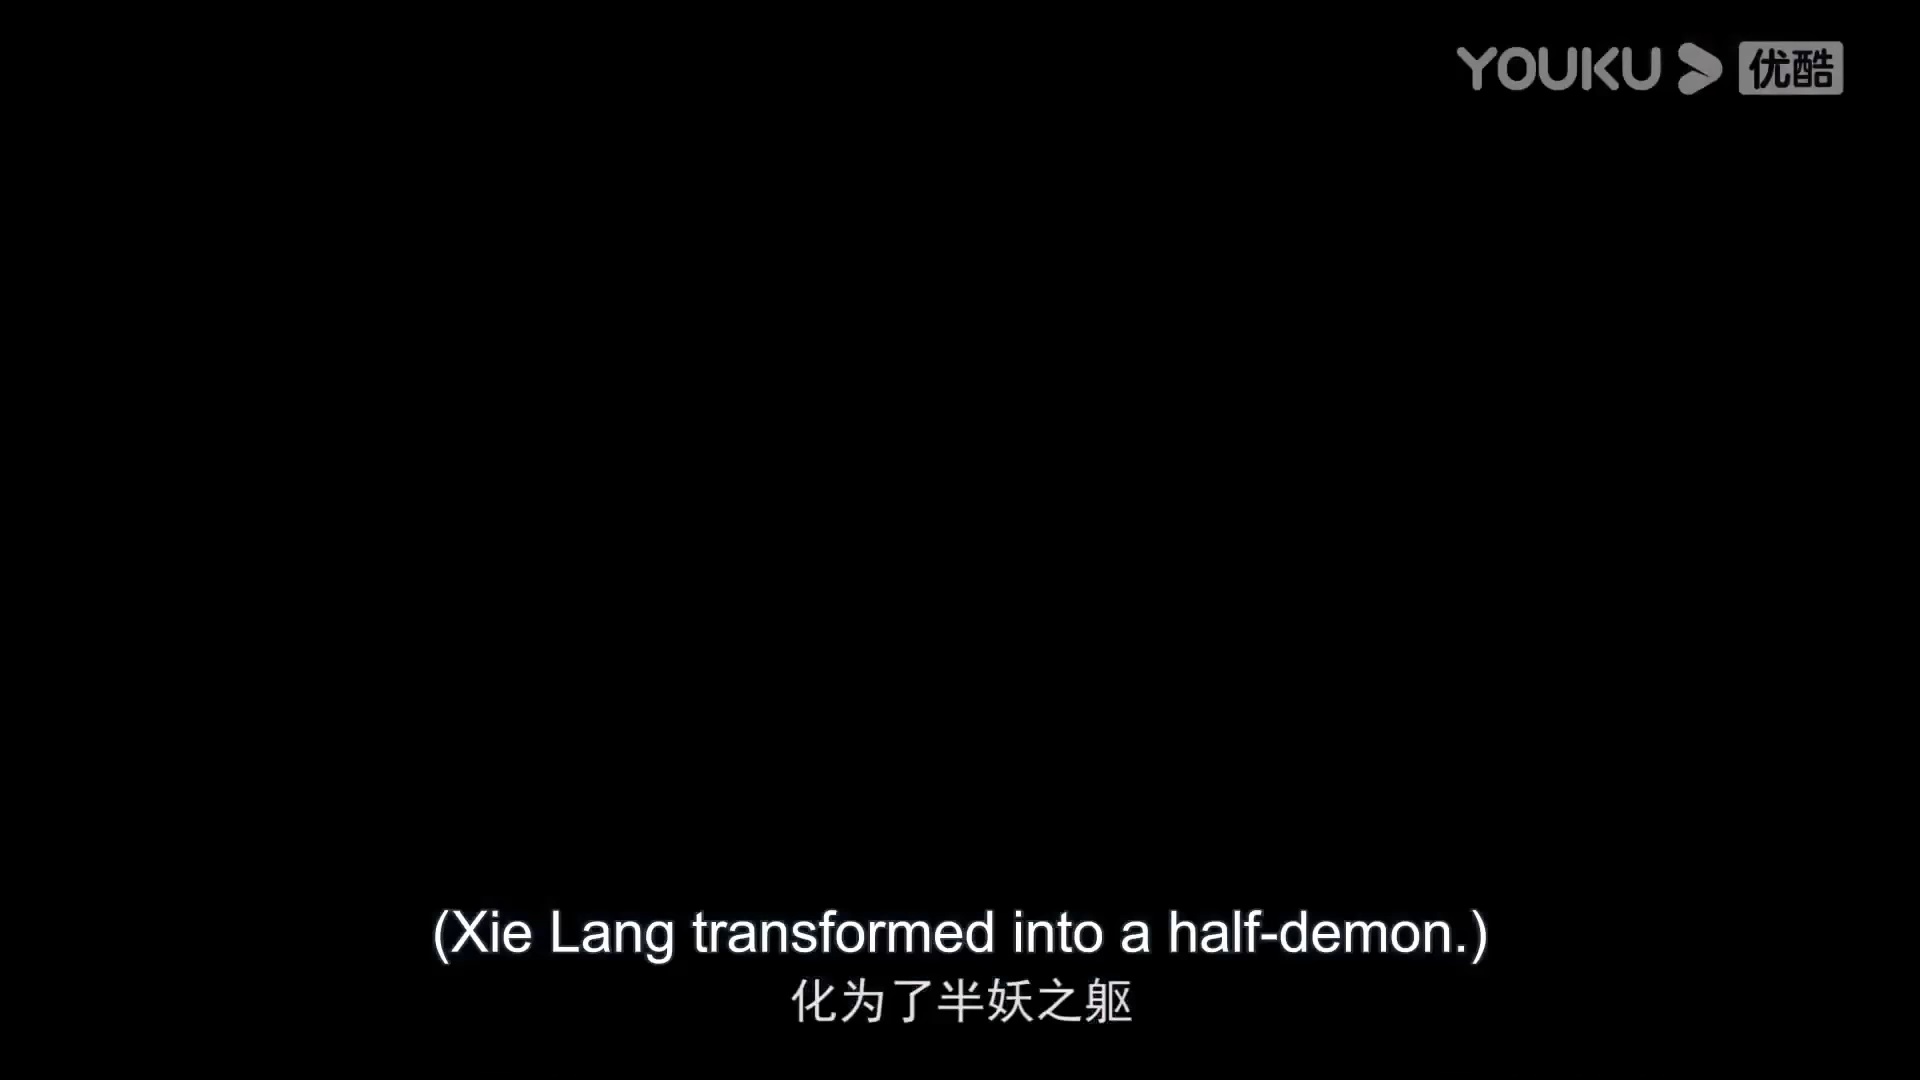 YOUKU 优酷
(Xie Lang transformed into a half-demon.)
化为了半妖之躯